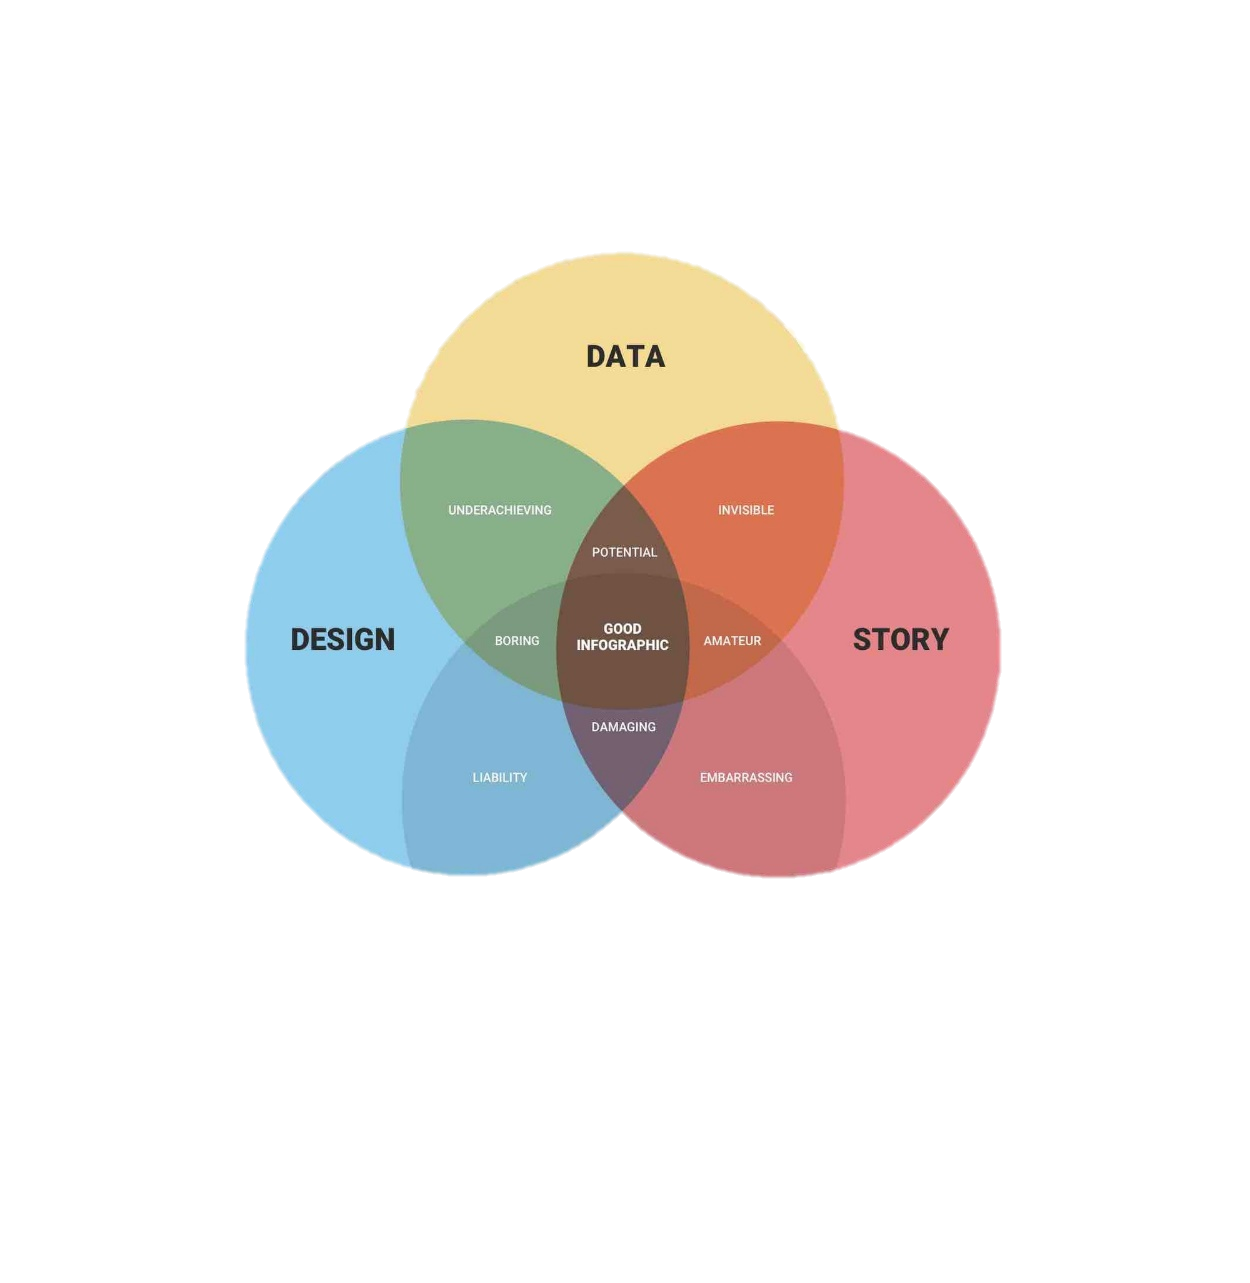 DATA
UNDERACHIEVING
INVISIBLE
POTENTIAL
DESIGN
BORING
GOOD
INFOGRAPHIC
AMATEUR
STORY
DAMAGING
LIABILITY
EMBARRASSING